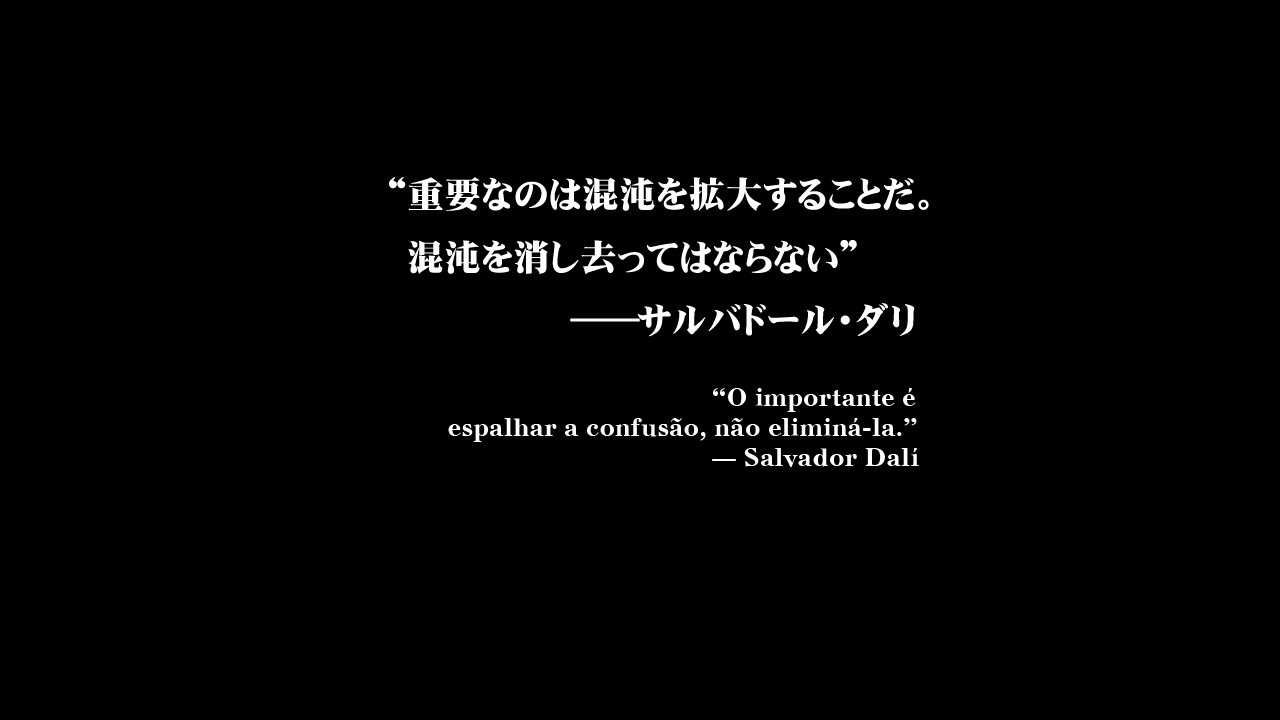 “重要なのは混沌を拡大することだ。
混沌を消し去ってはならない”
――サルバドール・ダリ
“O importante é
espalhar a confusão, não eliminá-la.”
— Salvador Dalí